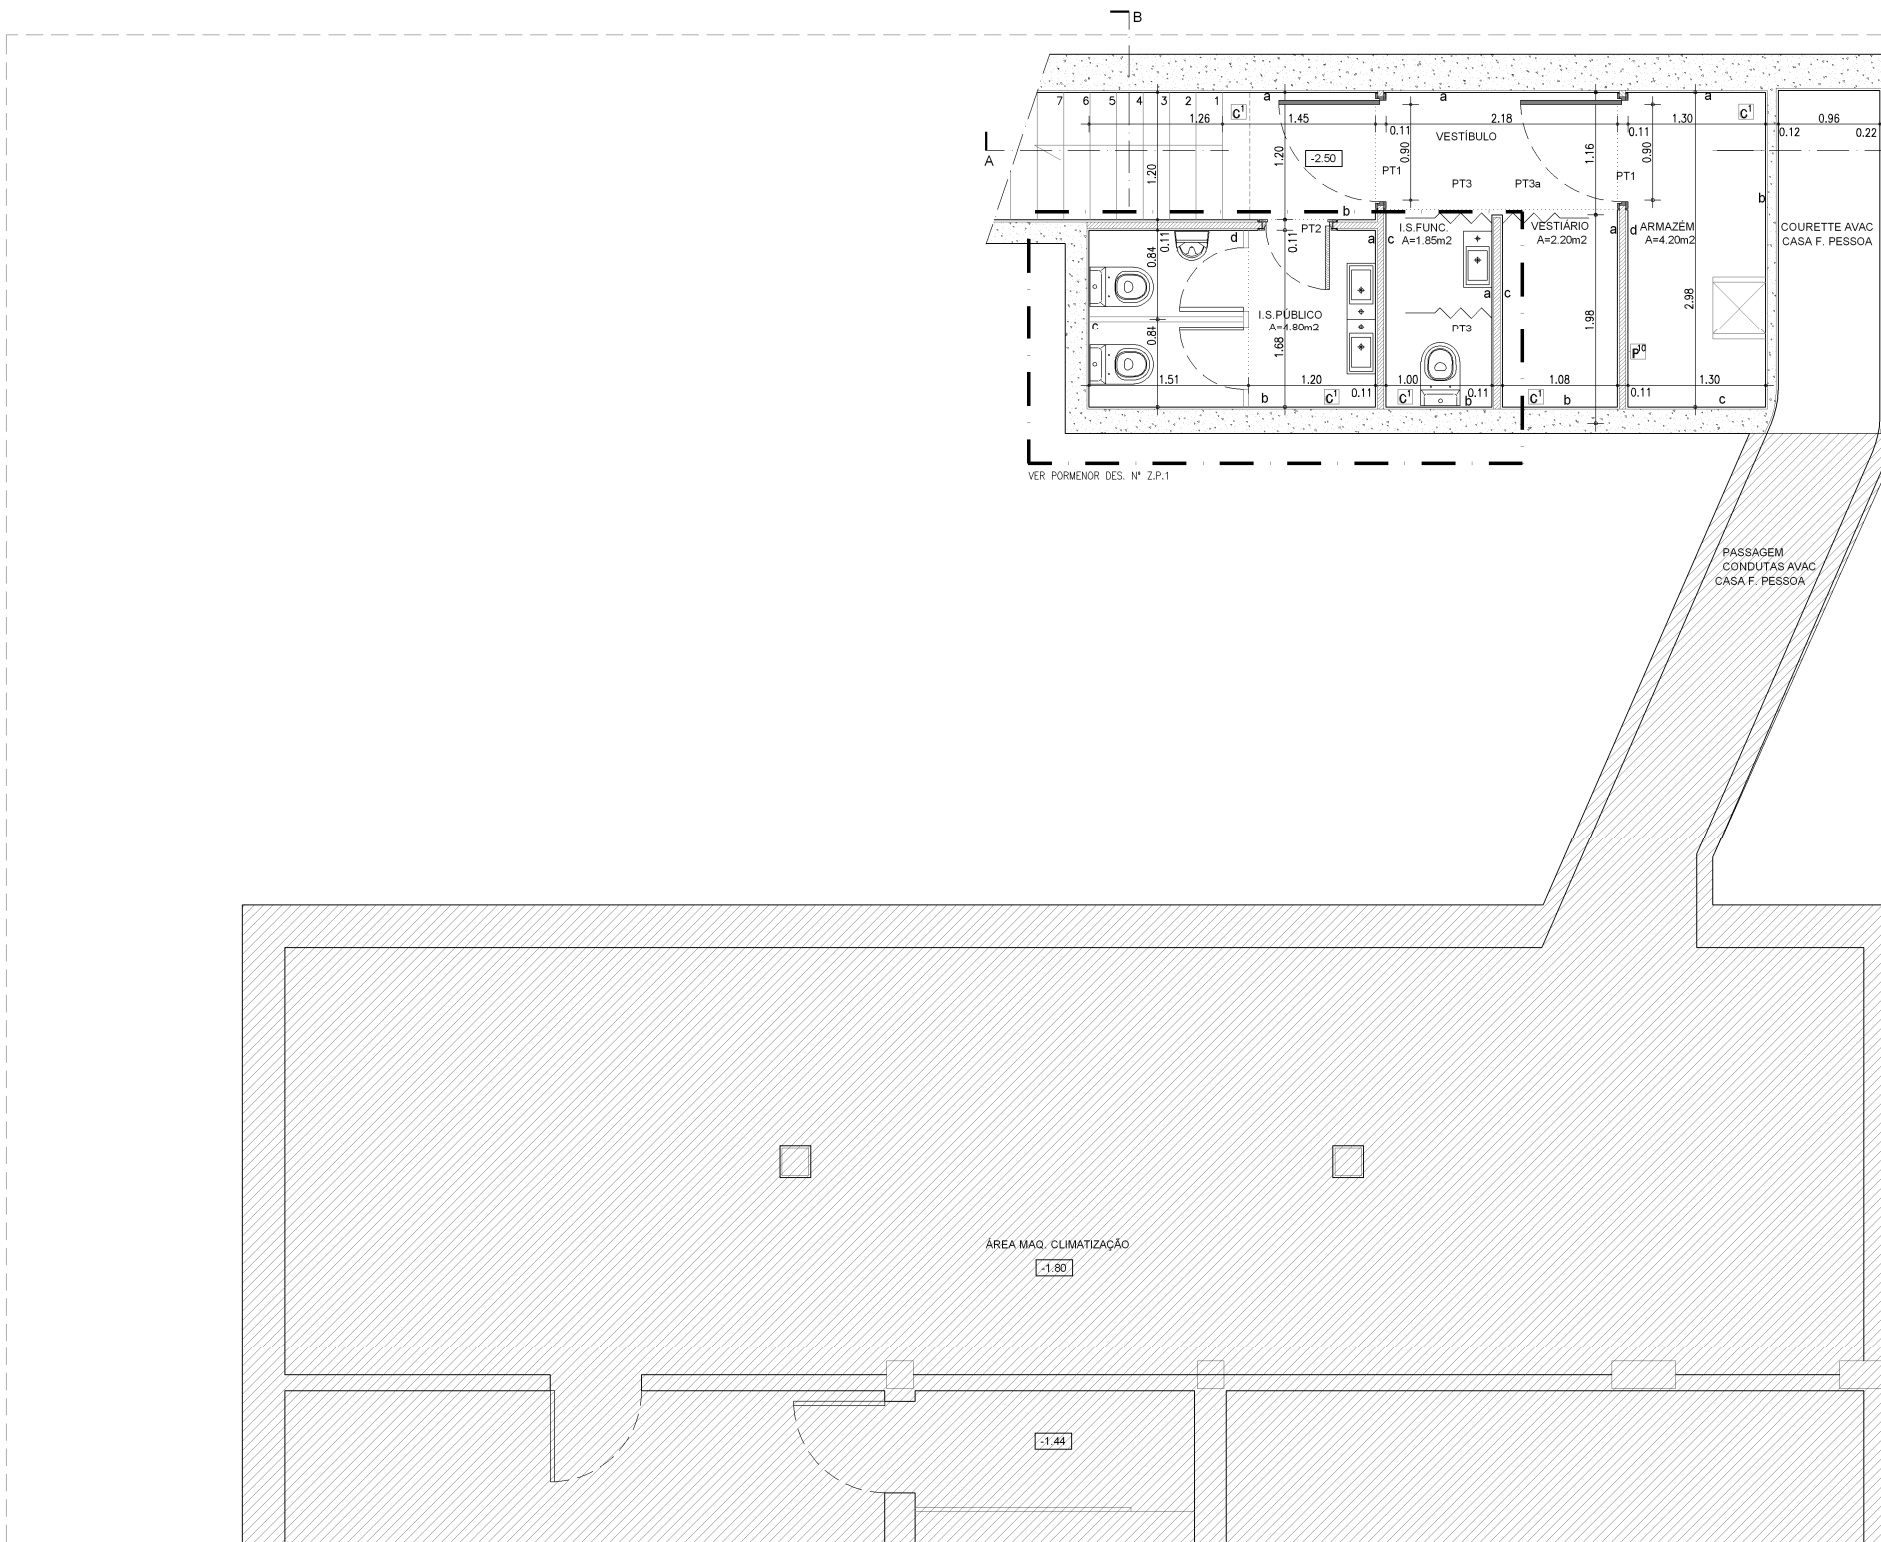 B
7 6 5 4 3 2 1
a a a
C1 C1
1.26 1.45 2.18 1.30 0.96
0.11 0.11 0.12 0.22
VESTÍBULO
A
-2.50
1.20 1.20 0.90 1.16 0.90
PT1 PT3 PT3a PT1
b
b
PT2
I.S.FUNC.
A=1.85m2
VESTIÁRIO
A=2.20m2
ARMAZÉM
A=4.20m2
COURETTE AVAC
CASA F. PESSOA
0.11 d 0.11 a c a d
0.84
a c
2.98
I.S.PÚBLICO
A=4.80m2
c
0.84 1.68
PT3
1.98
P10
1.51 1.20 1.00 1.08 1.30
0.11 0.11 0.11
b C1 C1 b C1 b c
VER PORMENOR DES. Nº Z.P.1
PASSAGEM
CONDUTAS AVAC
CASA F. PESSOA
ÁREA MAQ. CLIMATIZAÇÃO
-1.80
-1.44